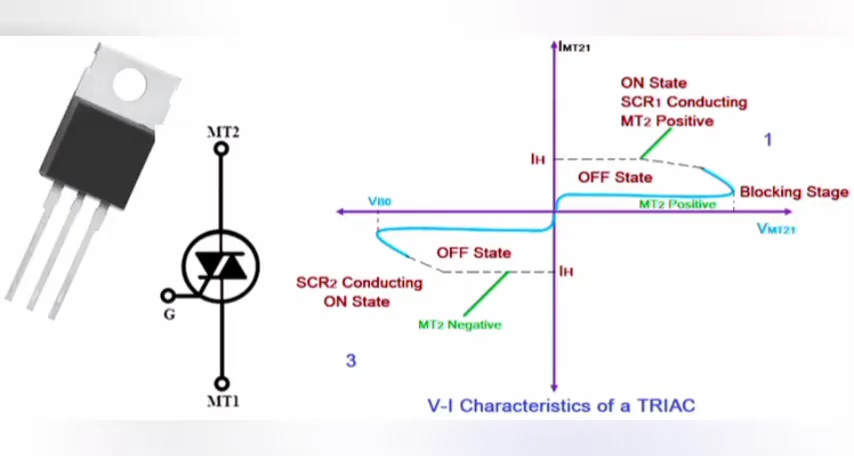 MT2
G
MT1
IMT21
ON State
SCR1 Conducting
MT2 Positive
1
IH
OFF State
Blocking Stage
MT2 Positive
VB0
VMT21
OFF State
IH
SCR2 Conducting
ON State
MT2 Negative
3
V-I Characteristics of a TRIAC